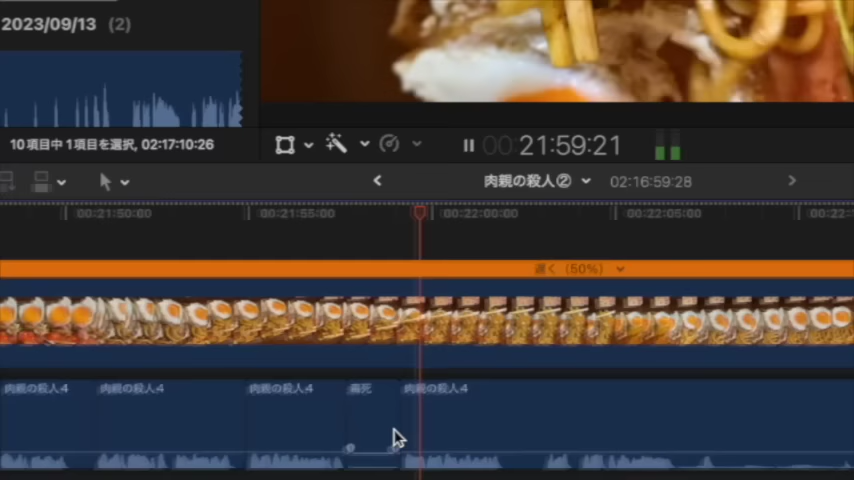 2023/09/13 (2)
10項目中1項目を選択, 02:17:10:26
00:21:59:21
肉親の殺人② 02:16:59:28
00:21:50:00 00:21:55:00 00:22:00:00 00:22:05:00 00:22:
遅く (50%)
肉親の殺人4 肉親の殺人4 肉親の殺人4 肉親の殺人4